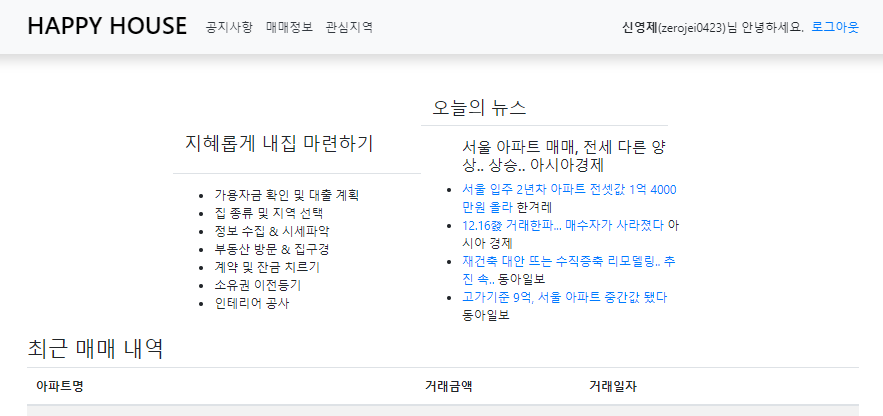 HAPPY HOUSE 공지사항 매매정보 관심지역 신영제(zerojei0423)님 안녕하세요. 로그아웃
지혜롭게 내집 마련하기
가용자금 확인 및 대출 계획
집 종류 및 지역 선택
정보 수집 & 시세파악
부동산 방문 & 집구경
계약 및 잔금 치르기
소유권 이전등기
인테리어 공사
오늘의 뉴스
서울 아파트 매매, 전세 다른 양
상.. 상승.. 아시아경제
서울 입주 2년차 아파트 전셋값 1억 4000
만원 올라 한겨레
12.16發 거래한파... 매수자가 사라졌다 아
시아 경제
재건축 대안 뜨는 수직증축 리모델링.. 추
진 속.. 동아일보
고가기준 9억, 서울 아파트 중간값 됐다
동아일보
최근 매매 내역
아파트명 거래금액 거래일자